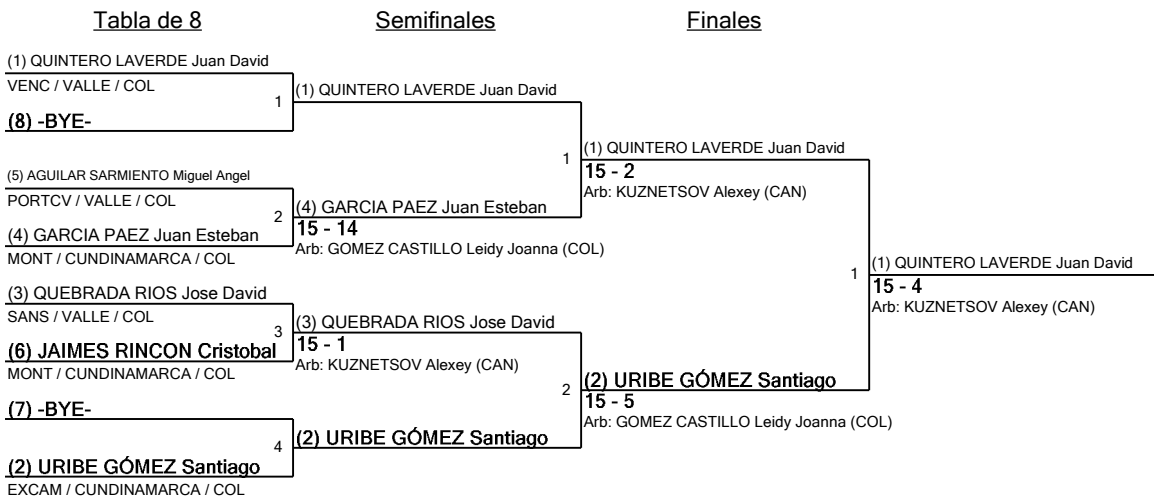 Tabla de 8
Semifinales
Finales
(1) QUINTERO LAVERDE Juan David
VENC / VALLE / COL
1
(8) -BYE-
(5) AGUILAR SARMIENTO Miguel Angel
PORTCV / VALLE / COL
2
(4) GARCIA PAEZ Juan Esteban
MONT / CUNDINAMARCA / COL
(3) QUEBRADA RIOS Jose David
SANS / VALLE / COL
3
(6) JAIMES RINCON Cristobal
MONT / CUNDINAMARCA / COL
(7) -BYE-
4
(2) URIBE GÓMEZ Santiago
EXCAM / CUNDINAMARCA / COL
(1) QUINTERO LAVERDE Juan David
1
(4) GARCIA PAEZ Juan Esteban
15 - 14
Arb: GOMEZ CASTILLO Leidy Joanna (COL)
(3) QUEBRADA RIOS Jose David
15 - 1
Arb: KUZNETSOV Alexey (CAN)
2
(2) URIBE GÓMEZ Santiago
(1) QUINTERO LAVERDE Juan David
15 - 2
Arb: KUZNETSOV Alexey (CAN)
1
(2) URIBE GÓMEZ Santiago
15 - 5
Arb: GOMEZ CASTILLO Leidy Joanna (COL)
(1) QUINTERO LAVERDE Juan David
15 - 4
Arb: KUZNETSOV Alexey (CAN)